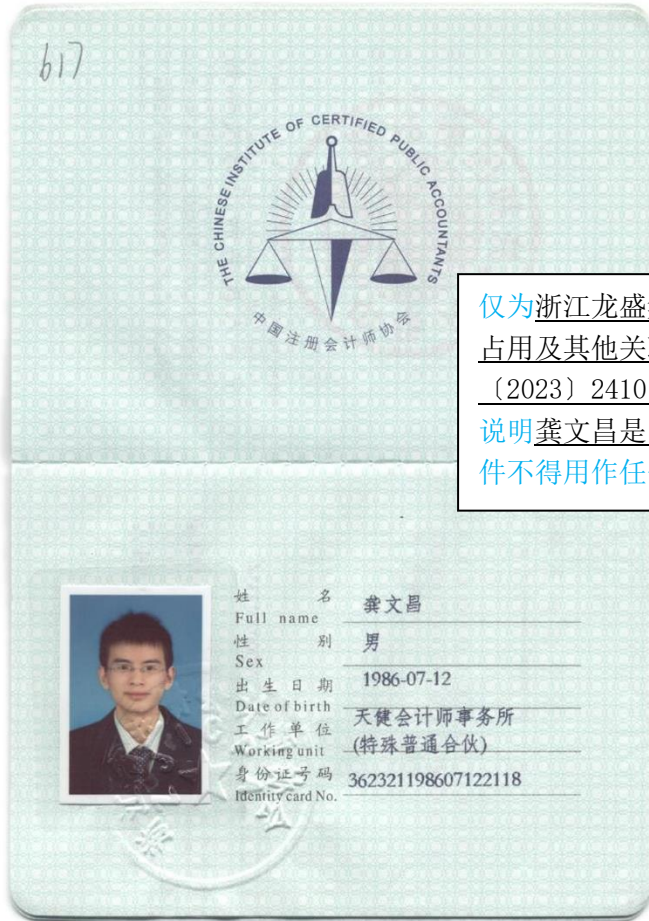 617
THE CHINESE INSTITUTE OF CERTIFIED PUBLIC ACCOUNTANTS
中国注册会计师协会
仅为浙江龙盛
占用及其他关
〔2023〕2410
说明龚文昌是
件不得用作任
姓 名 龚文昌
Full name
性 别 男
Sex
出生日期 1986-07-12
Date of birth
工作单位 天健会计师事务所
Working unit (特殊普通合伙)
身份证号码 362321198607122118
Identity card No.